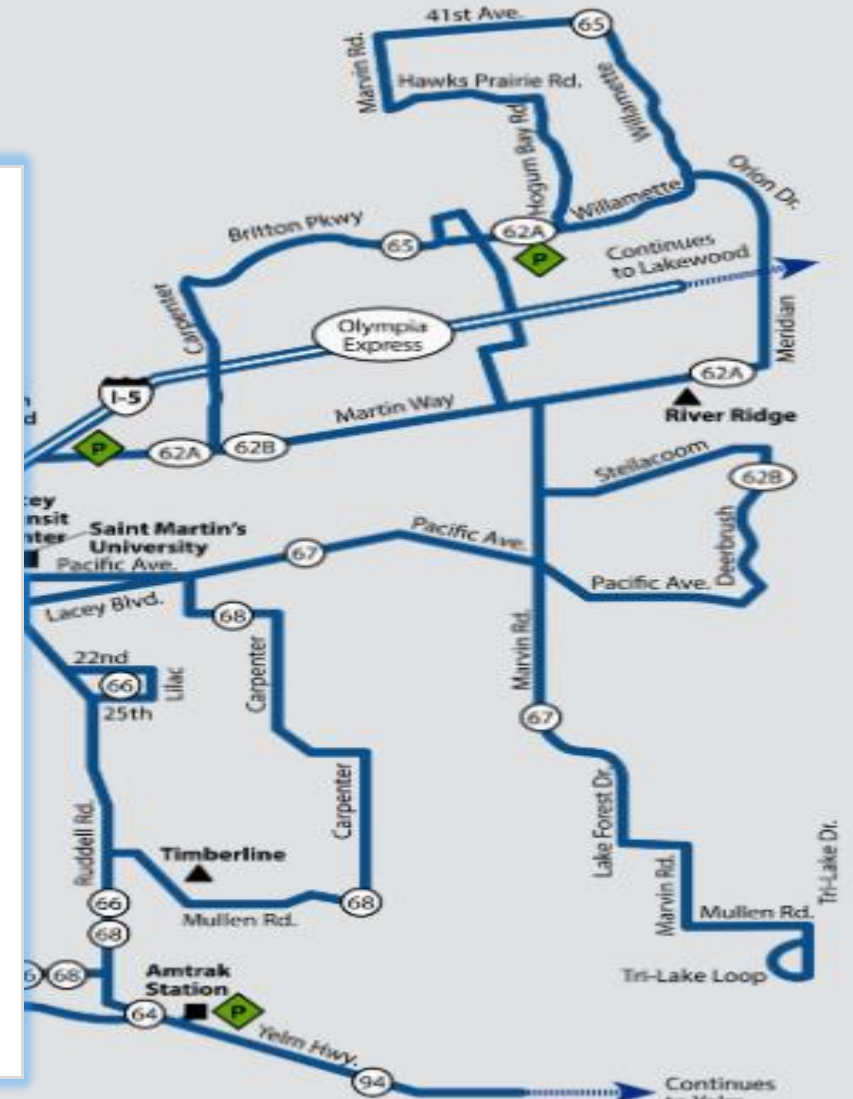 41st Ave.
65
Marvin Rd.
Hawks Prairie Rd.
Willamette
Hogum Bay Rd
Orion Dr.
Willamette
Britton Pkwy
62A
65
P
Continues
to Lakewood
Carpenter
Olympia
Express
Meridian
I-5
62A
Martin Way
River Ridge
P
62A
62B
Steilacoom
62B
Saint Martin's
University
Pacific Ave.
67
Pacific Ave.
Deerbrush
Pacific Ave.
Lacey Blvd.
68
Carpenter
Marvin Rd.
22nd
66
Lilac
25th
67
Carpenter
Lake Forest Dr.
Ruddell Rd.
Timberline
Tri-Lake Dr.
Marvin Rd.
66
68
Mullen Rd.
Mullen Rd.
68
68
Amtrak
Station
P
Tri-Lake Loop
64
Yelm Hwy.
94
Continues